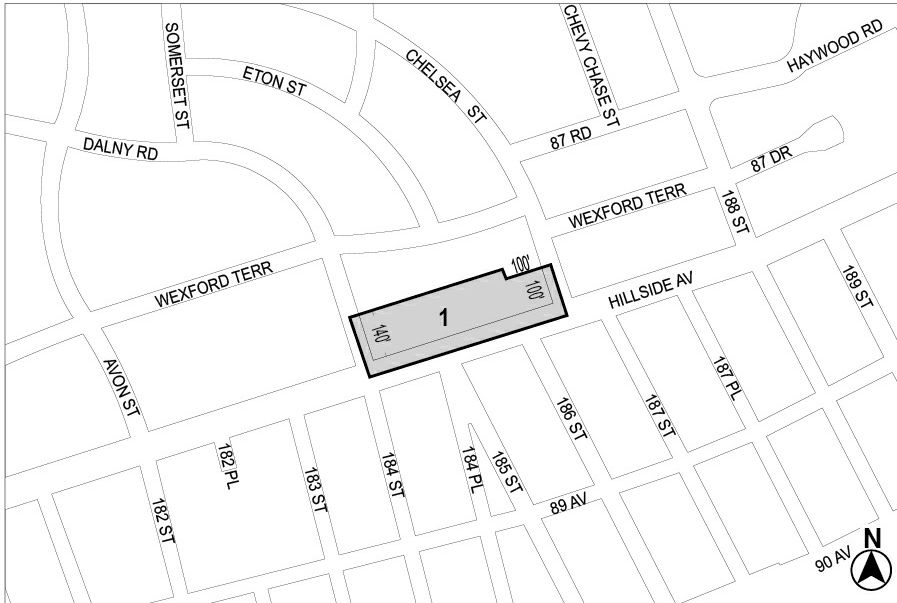 SOMERSET ST
CHEVY CHASE ST
HAYWOOD RD
ETON ST
CHELSEA ST
DALNY RD
87 RD
87 DR
WEXFORD TERR
188 ST
100'
WEXFORD TERR
100'
HILLSIDE AV
189 ST
1
140'
AVON ST
187 PL
186 ST
187 ST
182 PL
183 ST
184 ST
184 PL
185 ST
182 ST
89 AV
90 AV
N